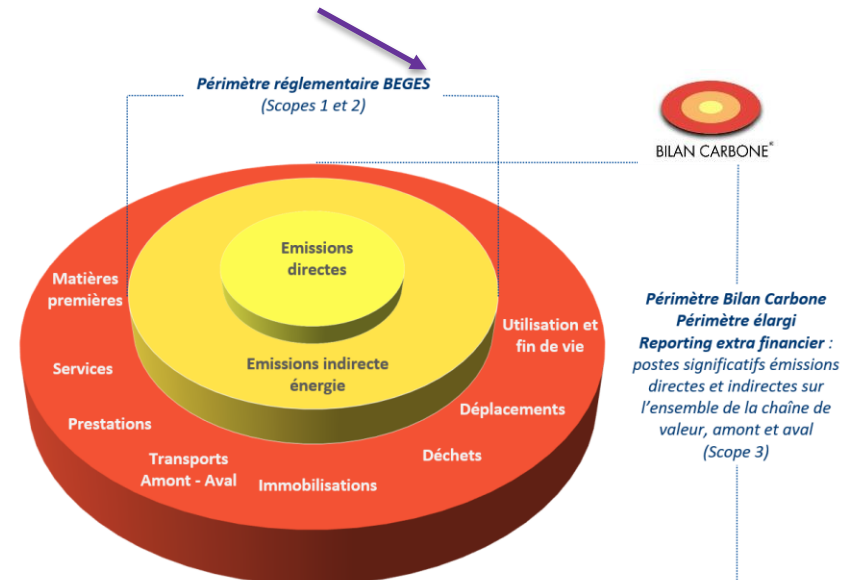 Périmètre réglementaire BEGES
(Scopes 1 et 2)
BILAN CARBONE®
Emissions
directes
Matières
premières
Utilisation et
fin de vie
Emissions indirecte
énergie
Services
Déplacements
Prestations
Déchets
Transports
Amont - Aval
Immobilisations
Périmètre Bilan Carbone
Périmètre élargi
Reporting extra financier :
postes significatifs émissions
directes et indirectes sur
l’ensemble de la chaîne de
valeur, amont et aval
(Scope 3)